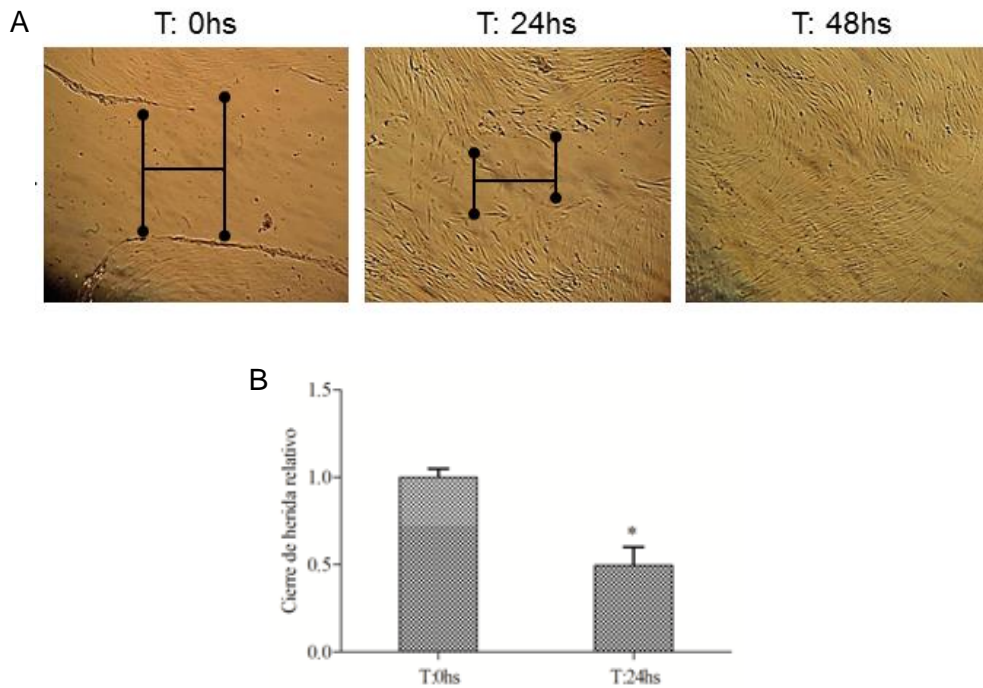 A
T: 0hs T: 24hs T: 48hs
B
Cierre de herida relativo
1.5
1.0
0.5
0.0
*
T:0hs T:24hs